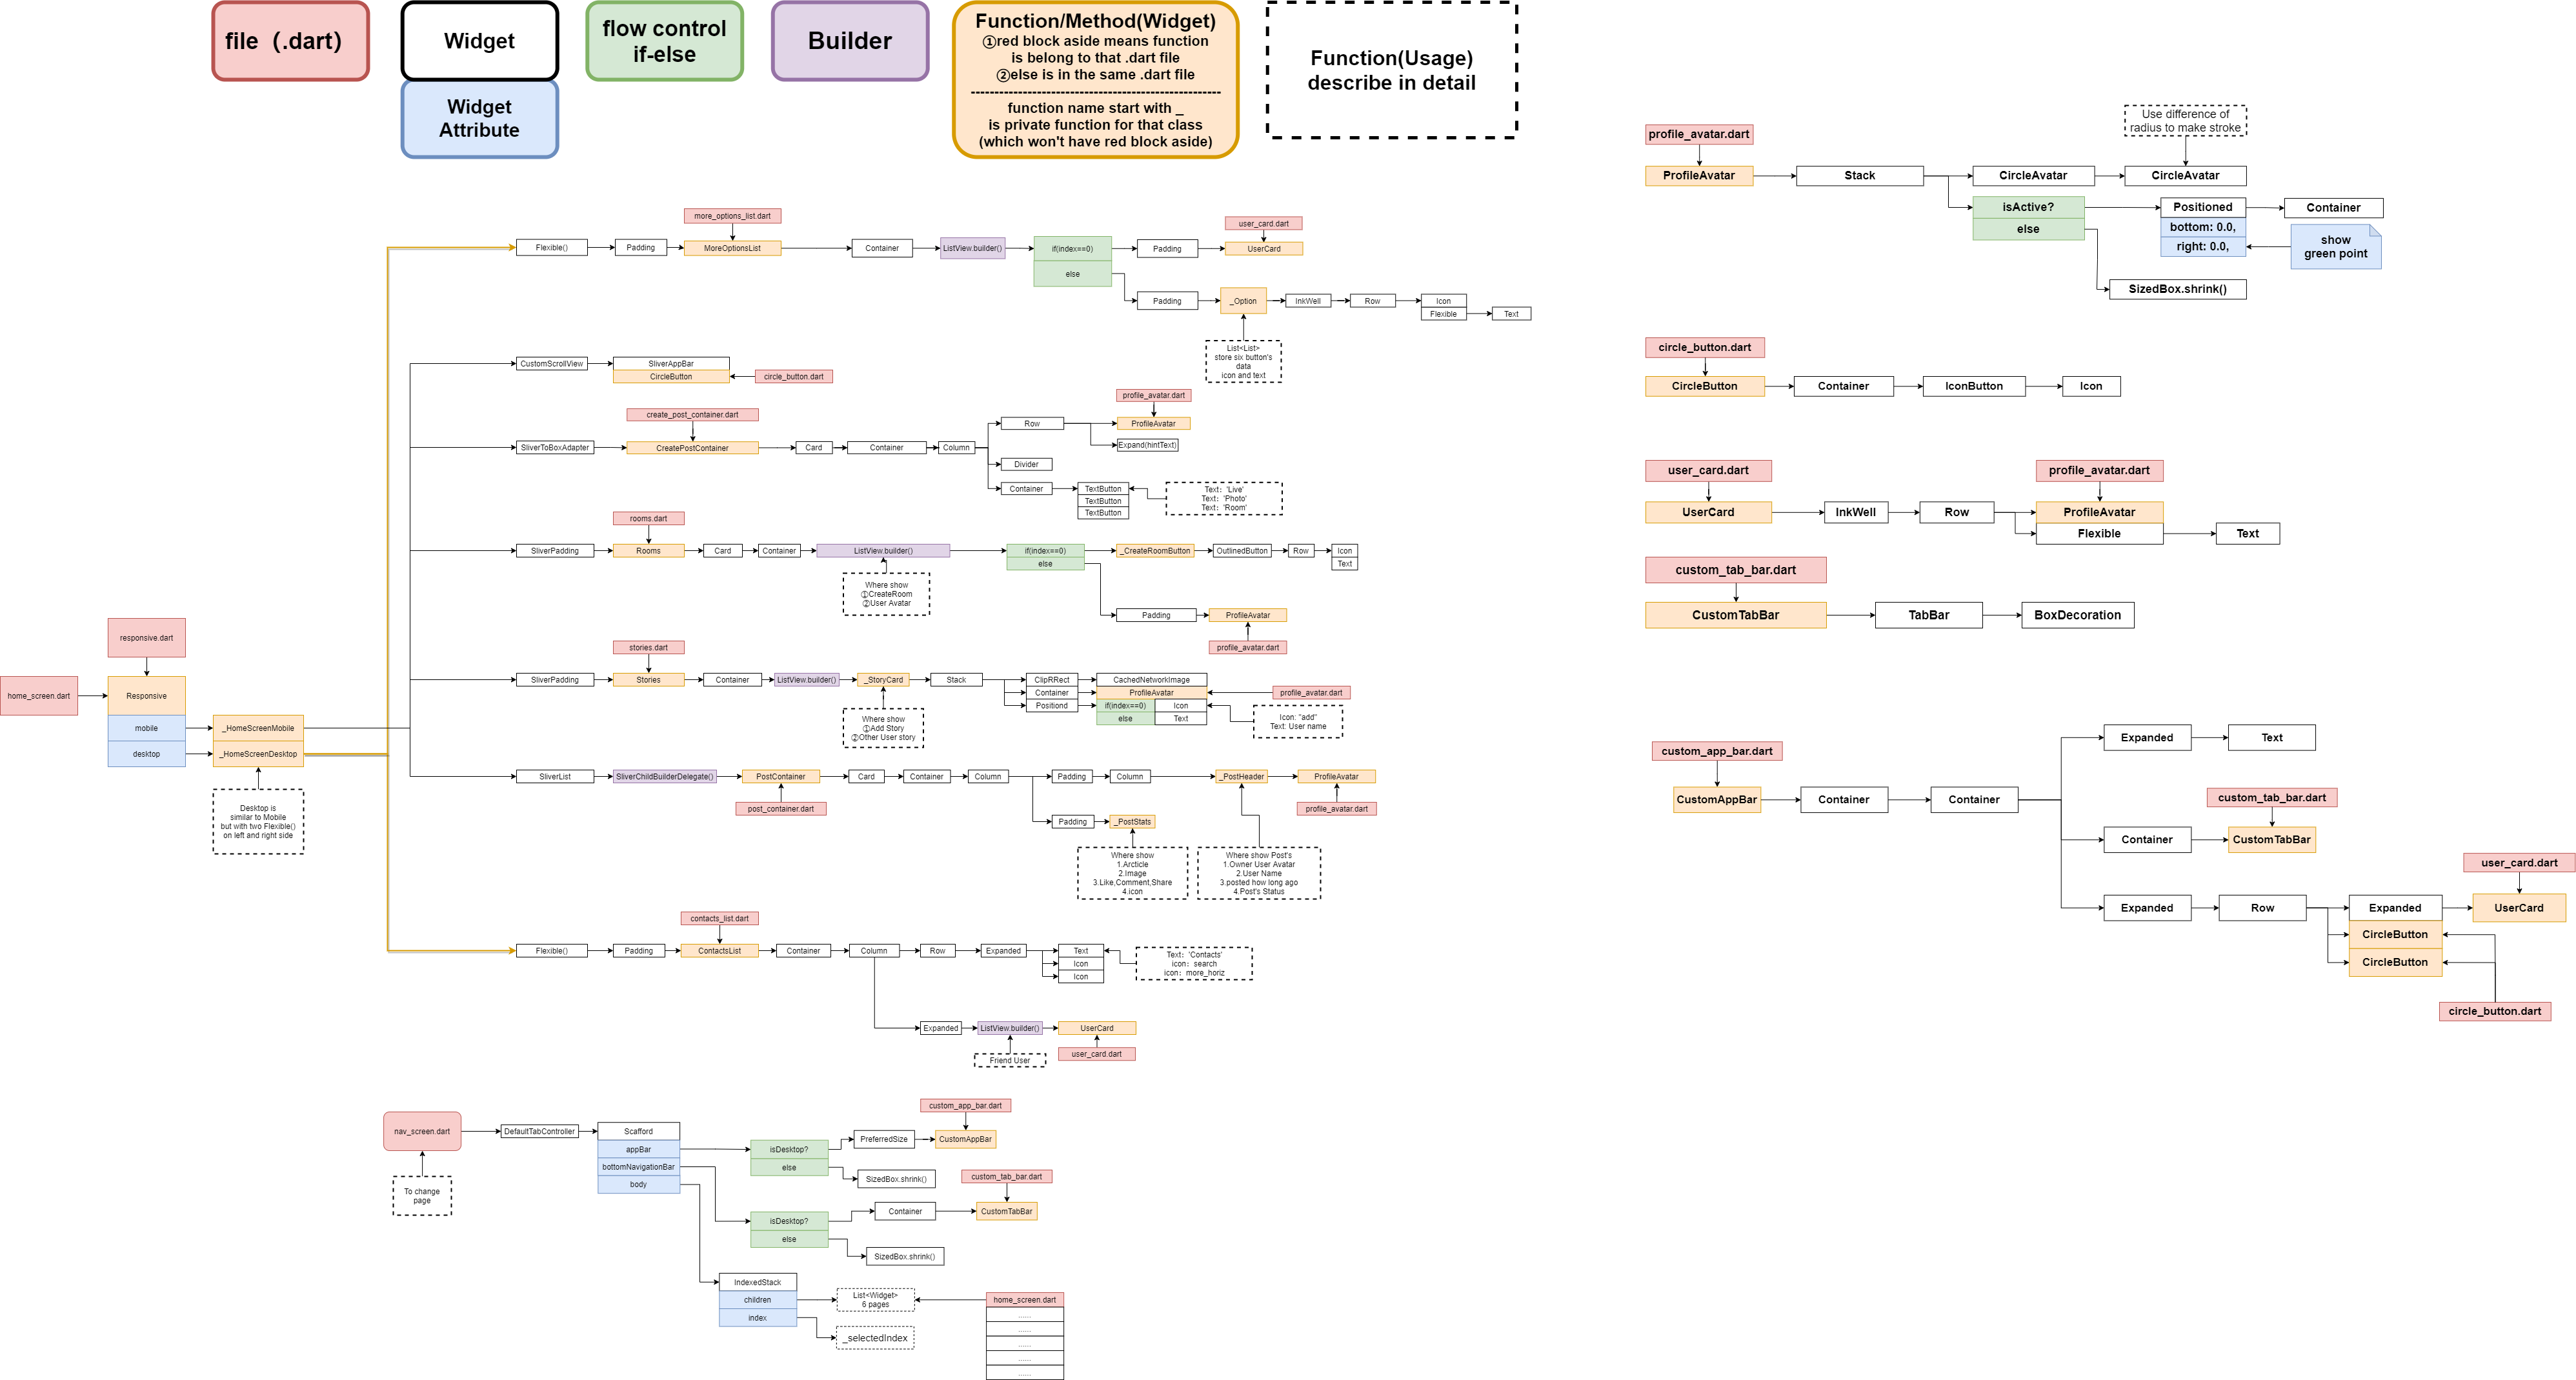 file（.dart）
Widget
Widget
Attribute
flow control
if-else
Builder
Function/Method(Widget)
①red block aside means function
is belong to that .dart file
②else is in the same .dart file
----------------------------------------------------
function name start with _
is private function for that class
(which won't have red block aside)
Function(Usage)
describe in detail
home_screen.dart
responsive.dart
Responsive
mobile
desktop
_HomeScreenMobile
_HomeScreenDesktop
Desktop is
similar to Mobile
but with two Flexible()
on left and right side
more_options_list.dart
user_card.dart
Flexible()
Padding
MoreOptionsList
Container
ListView.builder()
if(index==0)
else
Padding
UserCard
Padding
_Option
InkWell
Row
Icon
Flexible
Text
List<List>
store six button's
data
icon and text
CustomScrollView
SliverAppBar
CircleButton
circle_button.dart
create_post_container.dart
SliverToBoxAdapter
CreatePostContainer
Card
Container
Column
Row
profile_avatar.dart
ProfileAvatar
Expand(hintText)
Divider
Container
TextButton
TextButton
TextButton
Text：'Live'
Text：'Photo'
Text：'Room'
rooms.dart
SliverPadding
Rooms
Card
Container
ListView.builder()
if(index==0)
else
_CreateRoomButton
OutlinedButton
Row
Icon
Text
Where show
①CreateRoom
②User Avatar
Padding
ProfileAvatar
profile_avatar.dart
stories.dart
SliverPadding
Stories
Container
ListView.builder()
_StoryCard
Stack
ClipRRect
Container
Positiond
CachedNetworkImage
ProfileAvatar
if(index==0)
else
Icon
Text
profile_avatar.dart
Icon: "add"
Text: User name
Where show
①Add Story
②Other User story
SliverList
SliverChildBuilderDelegate()
PostContainer
post_container.dart
Card
Container
Column
Padding
Column
_PostHeader
ProfileAvatar
profile_avatar.dart
Padding
_PostStats
Where show
1.Arcticle
2.Image
3.Like,Comment,Share
4.icon
Where show Post's
1.Owner User Avatar
2.User Name
3.posted how long ago
4.Post's Status
contacts_list.dart
Flexible()
Padding
ContactsList
Container
Column
Row
Expanded
Text
Icon
Icon
Text：'Contacts'
icon：search
icon：more_horiz
Expanded
ListView.builder()
UserCard
Friend User
user_card.dart
nav_screen.dart
To change
page
DefaultTabController
Scafford
appBar
bottomNavigationBar
body
isDesktop?
else
PreferredSize
custom_app_bar.dart
CustomAppBar
SizedBox.shrink()
isDesktop?
else
Container
custom_tab_bar.dart
CustomTabBar
SizedBox.shrink()
IndexedStack
children
index
List<Widget>
6 pages
_selectedIndex
home_screen.dart
......
......
......
......
......
profile_avatar.dart
ProfileAvatar
Stack
CircleAvatar
CircleAvatar
Use difference of
radius to make stroke
isActive?
else
Positioned
bottom: 0.0,
right: 0.0,
Container
show
green point
SizedBox.shrink()
circle_button.dart
CircleButton
Container
IconButton
Icon
user_card.dart
UserCard
InkWell
Row
profile_avatar.dart
ProfileAvatar
Flexible
Text
custom_tab_bar.dart
CustomTabBar
TabBar
BoxDecoration
custom_app_bar.dart
CustomAppBar
Container
Container
Expanded
Text
Container
custom_tab_bar.dart
CustomTabBar
Expanded
Row
Expanded
CircleButton
CircleButton
user_card.dart
UserCard
circle_button.dart